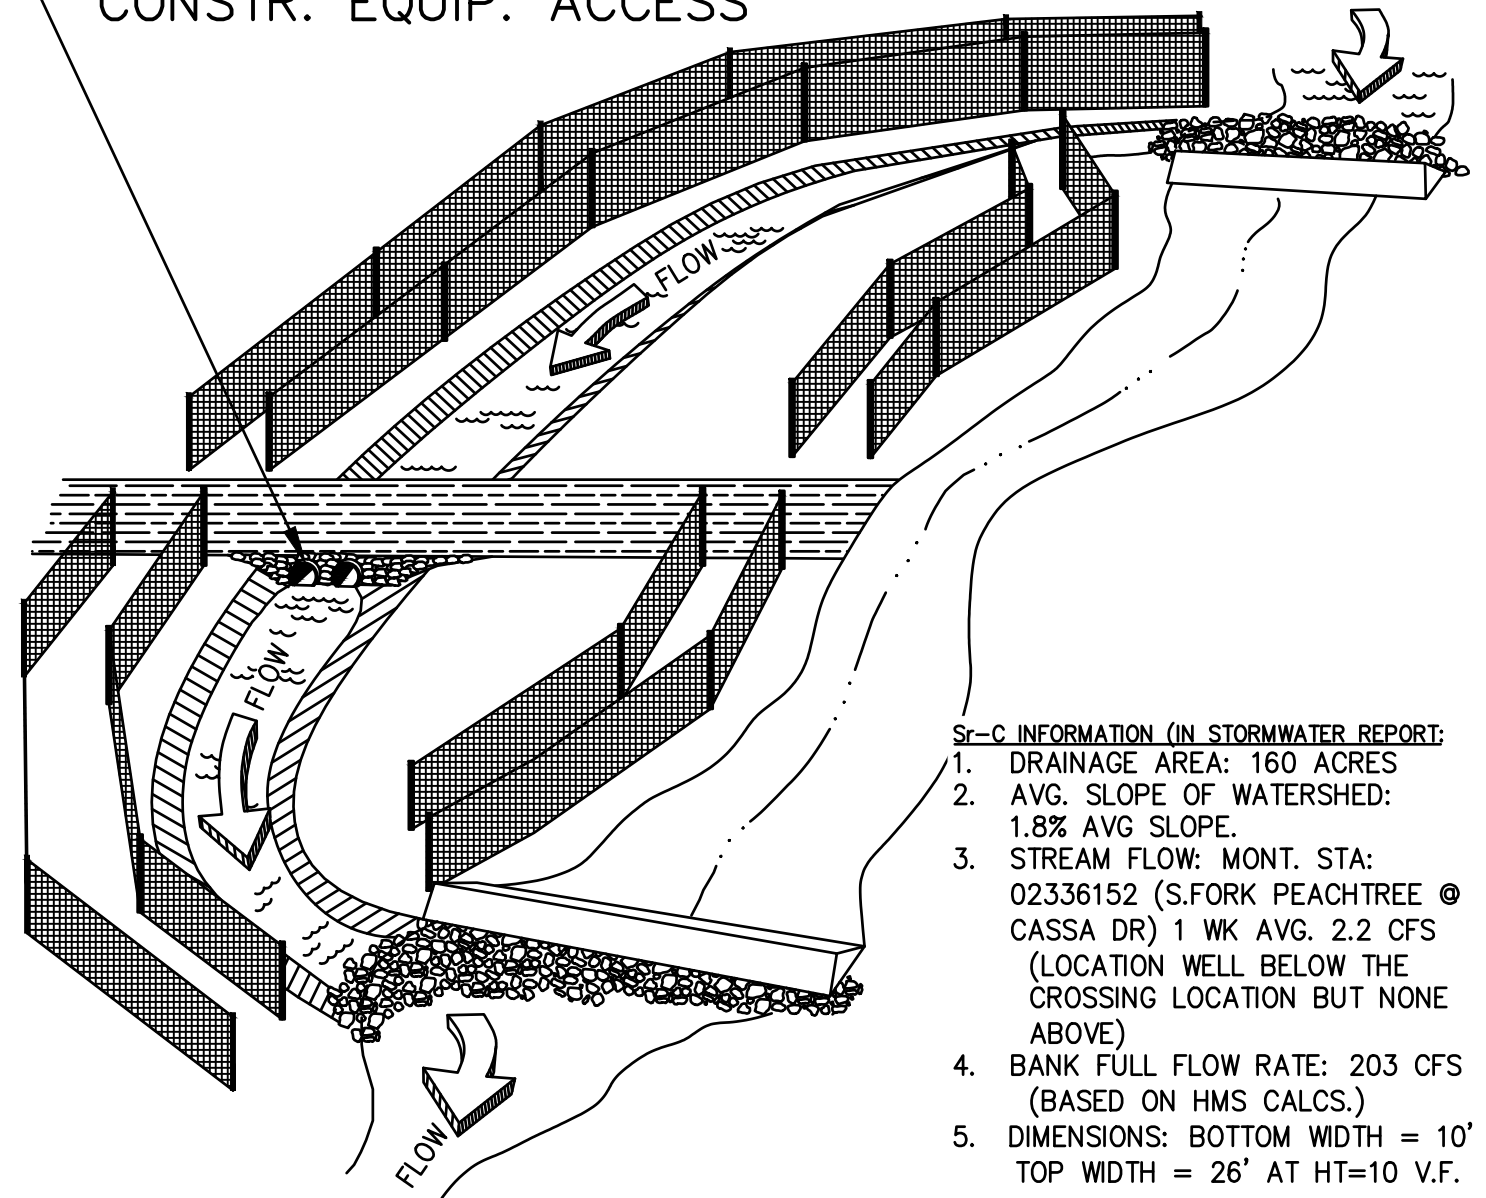 CONSTR. EQUIP. ACCESS
FLOW
FLOW
FLOW
Sr-C INFORMATION (IN STORMWATER REPORT:
1. DRAINAGE AREA: 160 ACRES
2. AVG. SLOPE OF WATERSHED:
1.8% AVG SLOPE.
3. STREAM FLOW: MONT. STA:
02336152 (S.FORK PEACHTREE @
CASSA DR) 1 WK AVG. 2.2 CFS
(LOCATION WELL BELOW THE
CROSSING LOCATION BUT NONE
ABOVE)
4. BANK FULL FLOW RATE: 203 CFS
(BASED ON HMS CALCS.)
5. DIMENSIONS: BOTTOM WIDTH = 10'
TOP WIDTH = 26' AT HT=10 V.F.